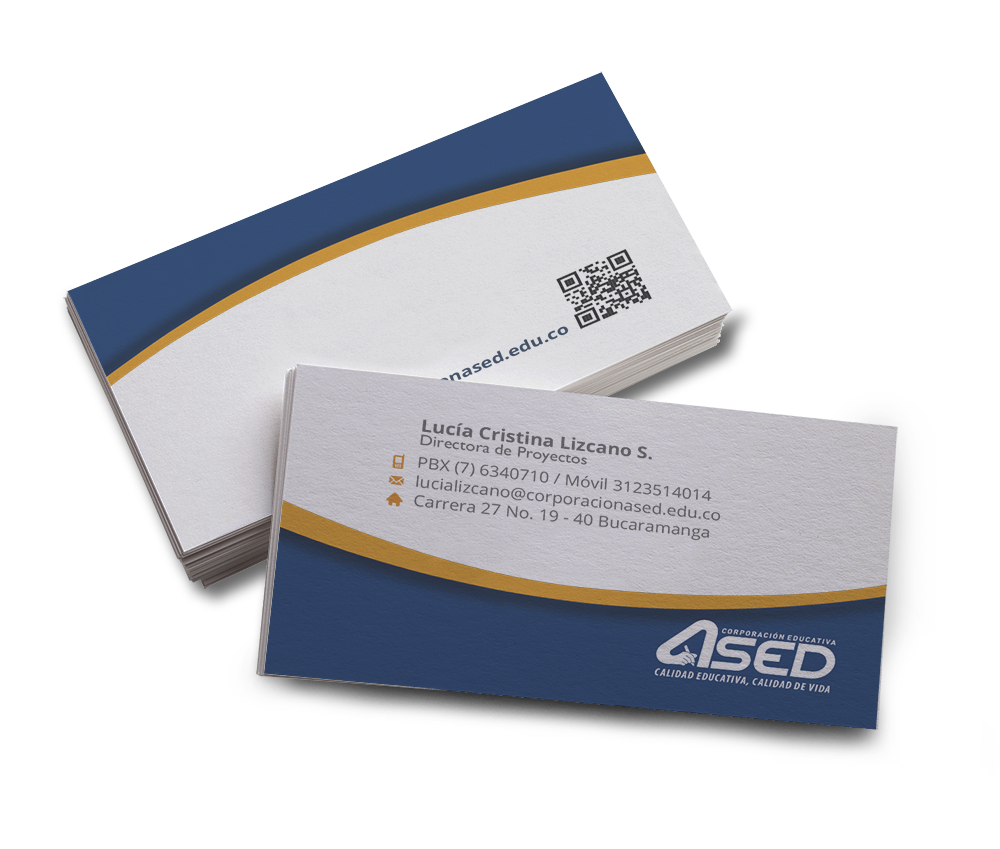 onased.edu.co
Lucía Cristina Lizcano S.
Directora de Proyectos
PBX (7) 6340710 / Móvil 3123514014
lucializcano@corporacionased.edu.co
Carrera 27 No. 19 - 40 Bucaramanga
CORPORACIÓN EDUCATIVA
ASED
CALIDAD EDUCATIVA, CALIDAD DE VIDA